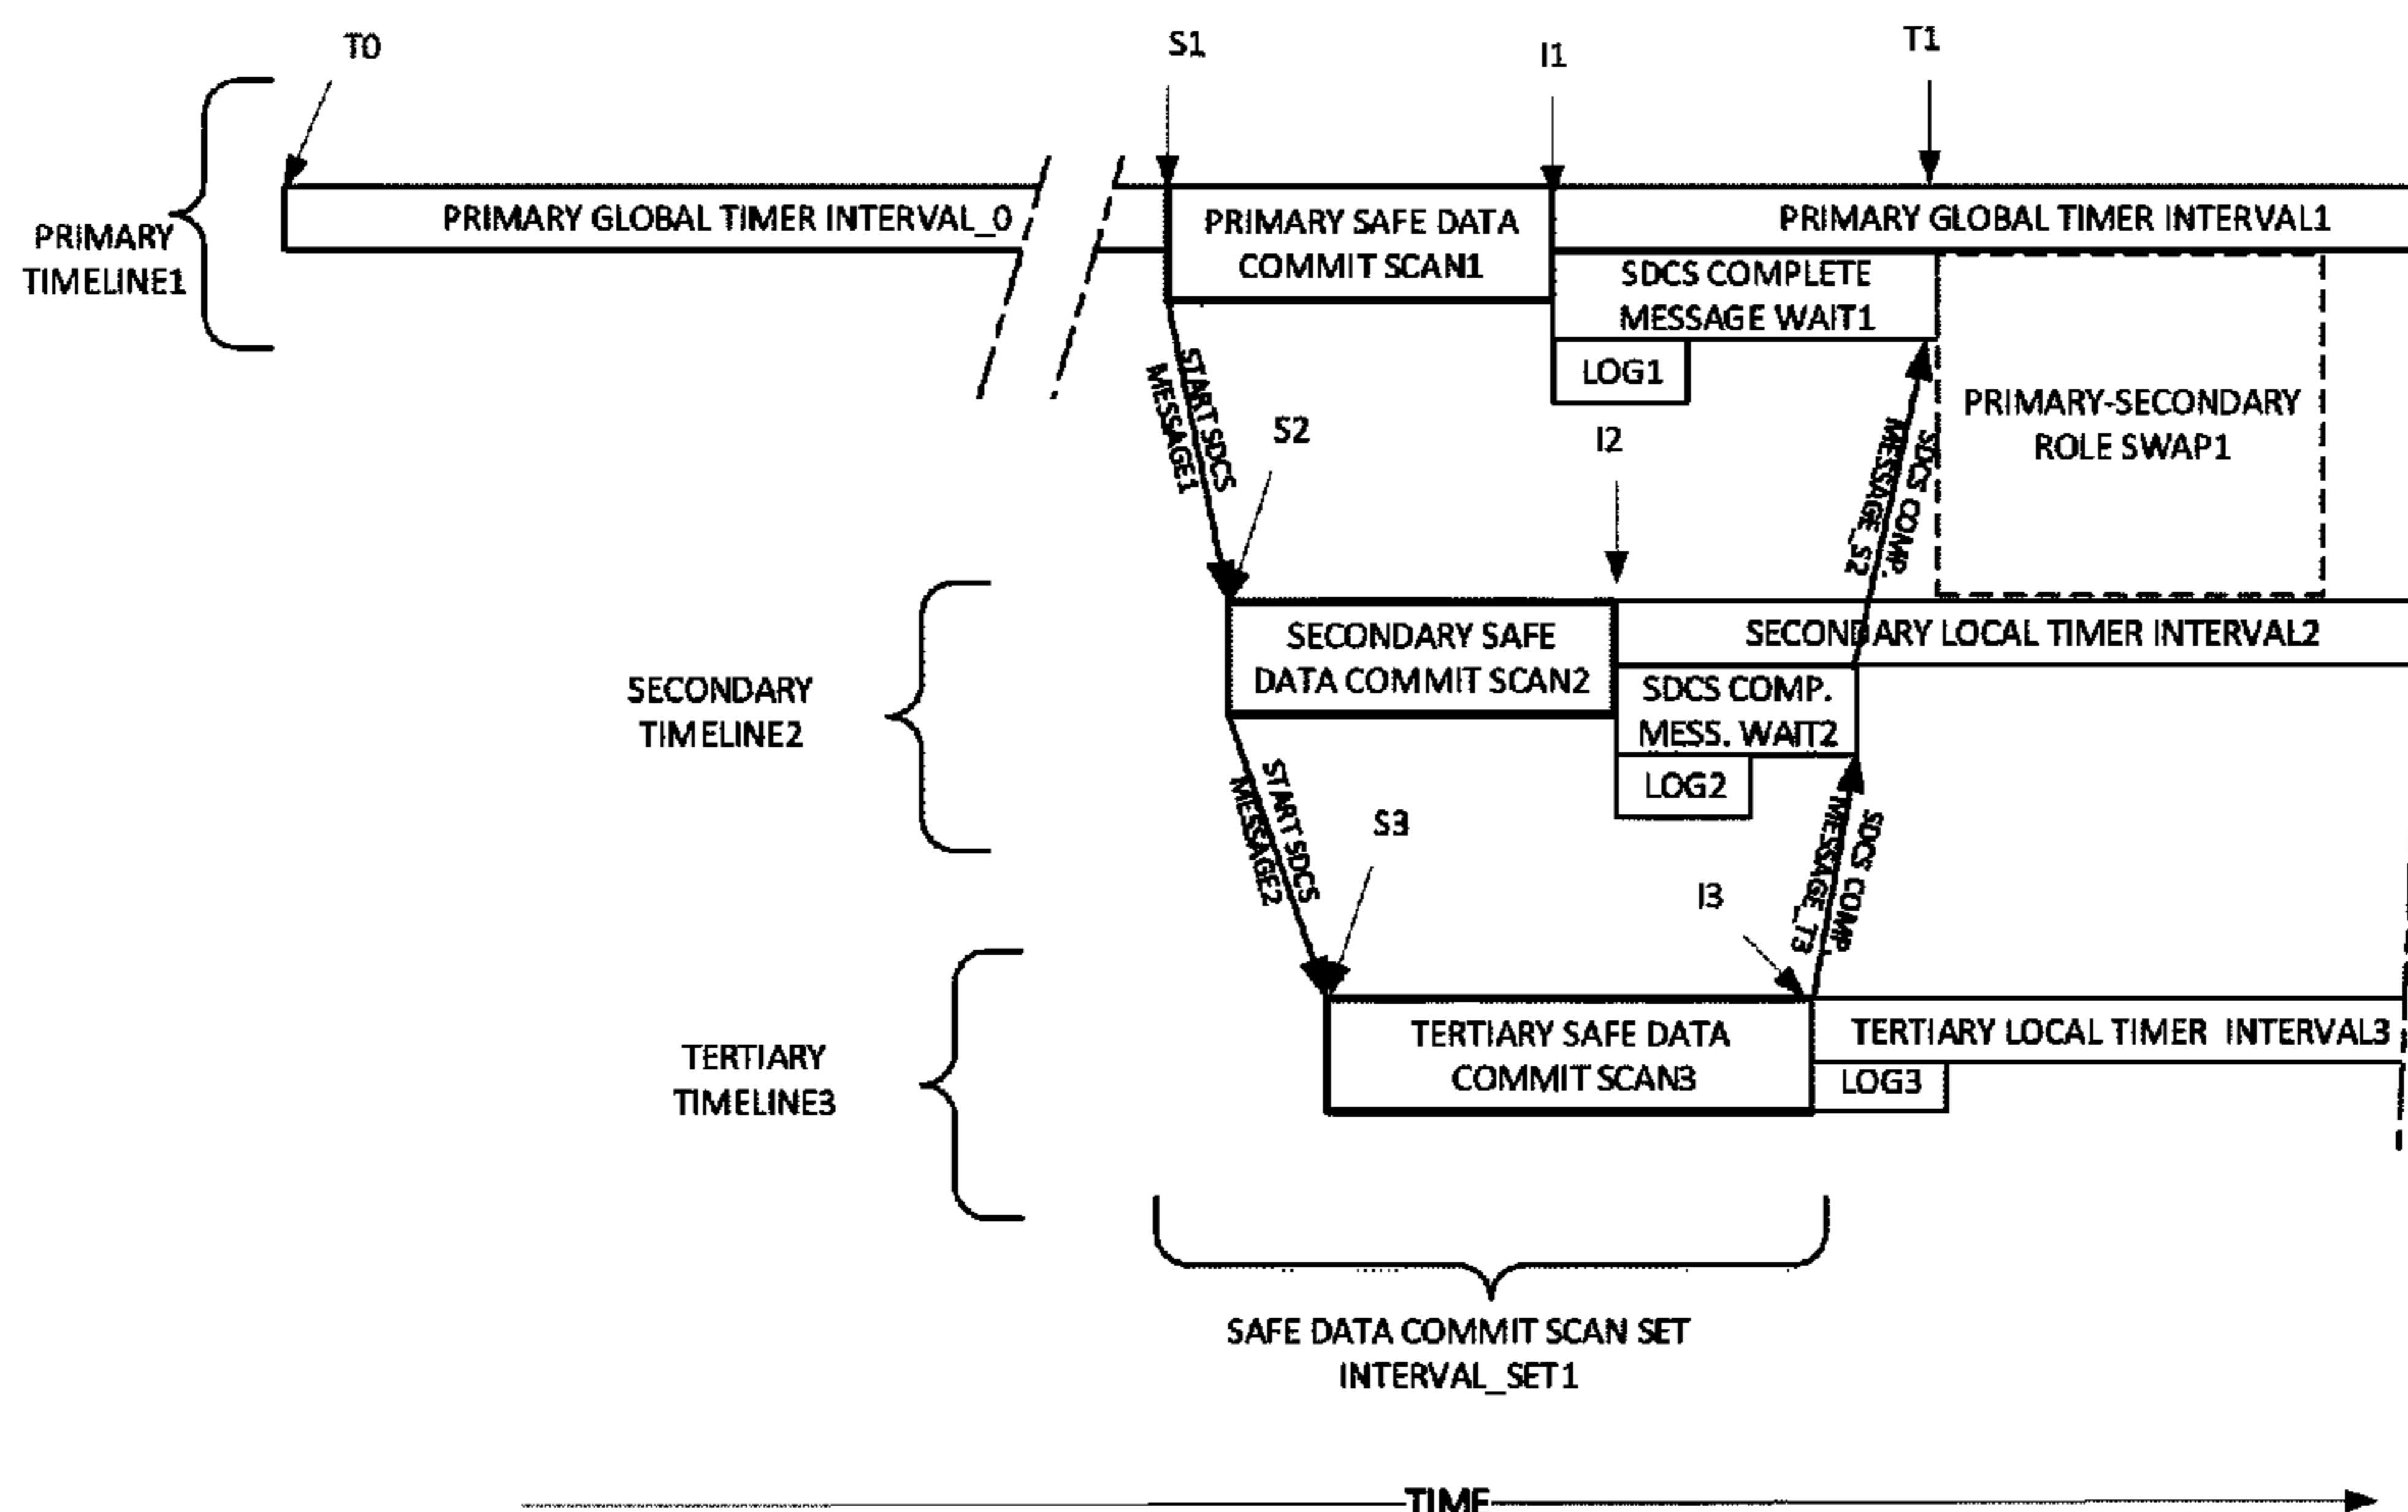 T0
S1
I1
T1
PRIMARY
TIMELINE1
PRIMARY GLOBAL TIMER INTERVAL_0
PRIMARY SAFE DATA
COMMIT SCAN1
PRIMARY GLOBAL TIMER INTERVAL1
SDCS COMPLETE
MESSAGE WAIT1
LOG1
PRIMARY-SECONDARY
ROLE SWAP1
START SDCS
MESSAGE1
S2
I2
SDCS COMP.
MESSAGE_S2
SECONDARY
TIMELINE2
SECONDARY SAFE
DATA COMMIT SCAN2
SECONDARY LOCAL TIMER INTERVAL2
SDCS COMP.
MESS. WAIT2
LOG2
START SDCS
MESSAGE2
S3
I3
SDCS COMP.
MESSAGE_T3
TERTIARY
TIMELINE3
TERTIARY SAFE DATA
COMMIT SCAN3
TERTIARY LOCAL TIMER INTERVAL3
LOG3
SAFE DATA COMMIT SCAN SET
INTERVAL_SET1
TIME